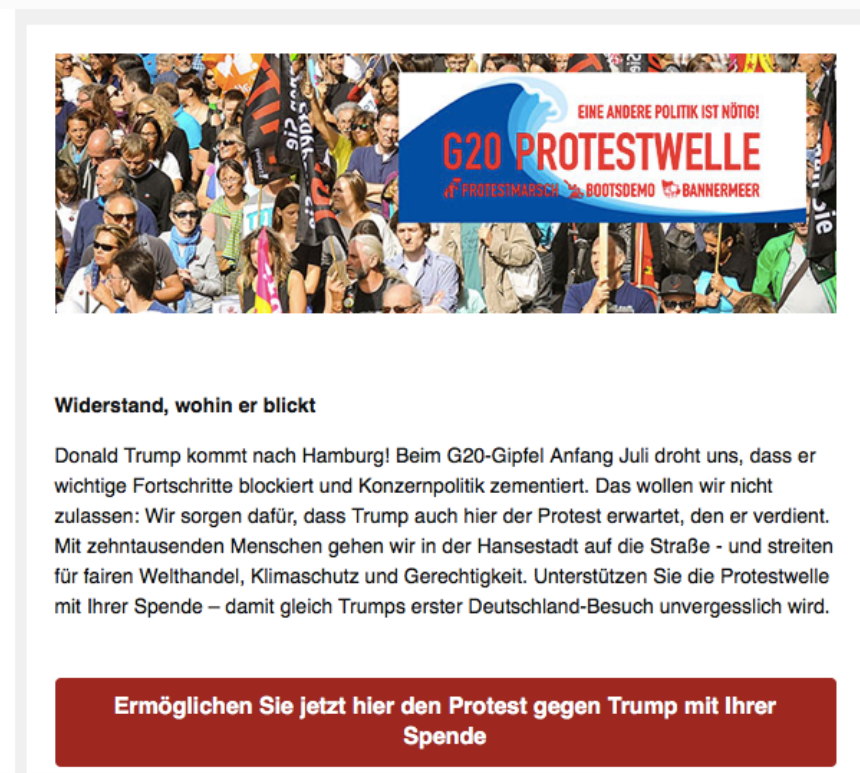 EINE ANDERE POLITIK IST NÖTIG!
G20 PROTESTWELLE
PROTESTMARSCH BOOTSDEMO BANNERMEER
Sie
Widerstand, wohin er blickt
Donald Trump kommt nach Hamburg! Beim G20-Gipfel Anfang Juli droht uns, dass er
wichtige Fortschritte blockiert und Konzernpolitik zementiert. Das wollen wir nicht
zulassen: Wir sorgen dafür, dass Trump auch hier der Protest erwartet, den er verdient.
Mit zehntausenden Menschen gehen wir in der Hansestadt auf die Straße - und streiten
für fairen Welthandel, Klimaschutz und Gerechtigkeit. Unterstützen Sie die Protestwelle
mit Ihrer Spende – damit gleich Trumps erster Deutschland-Besuch unvergesslich wird.
Ermöglichen Sie jetzt hier den Protest gegen Trump mit Ihrer
Spende